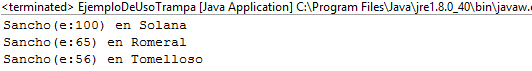 <terminated> EjemploDeUsoTrampa [Java Application] C:\Program Files\Java\jre1.8.0_40\bin\javaw.e
Sancho(e:100) en Solana
Sancho(e:65) en Romeral
Sancho(e:56) en Tomelloso